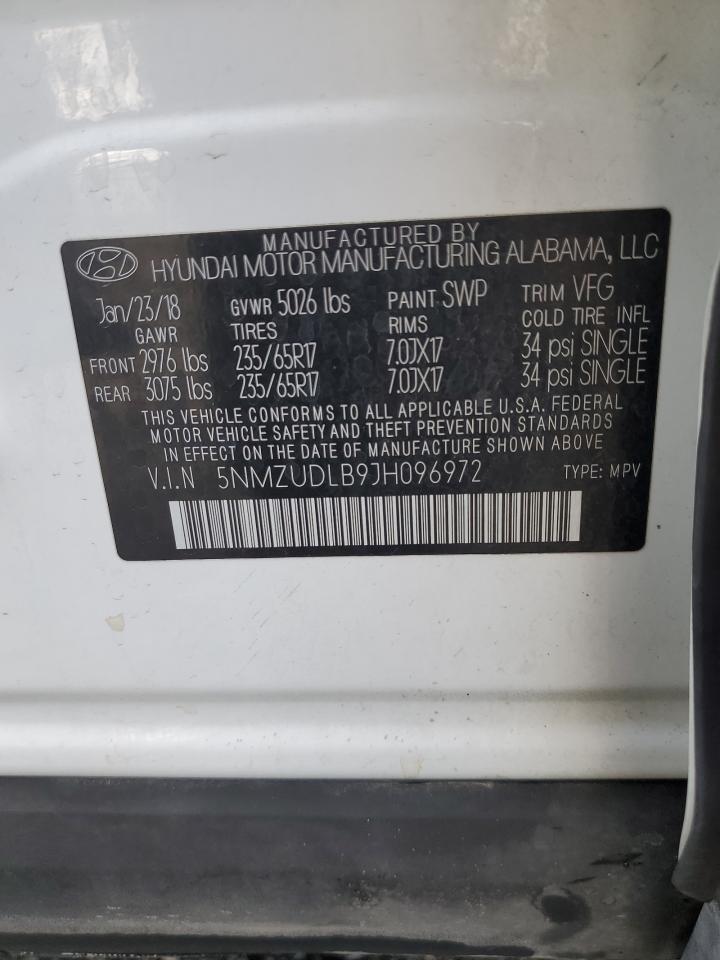 MANUFACTURED BY
HYUNDAI MOTOR MANUFACTURING ALABAMA, LLC
Jan/23/18 GVWR 5026 lbs PAINT SWP TRIM VFG
GAWR TIRES RIMS COLD TIRE INFL
FRONT 2976 lbs 235/65R17 7.0JX17 34 psi SINGLE
REAR 3075 lbs 235/65R17 7.0JX17 34 psi SINGLE
THIS VEHICLE CONFORMS TO ALL APPLICABLE U.S.A. FEDERAL
MOTOR VEHICLE SAFETY AND THEFT PREVENTION STANDARDS
IN EFFECT ON THE DATE OF MANUFACTURE SHOWN ABOVE
V.I.N 5NMZUDLB9JH096972 TYPE: MPV